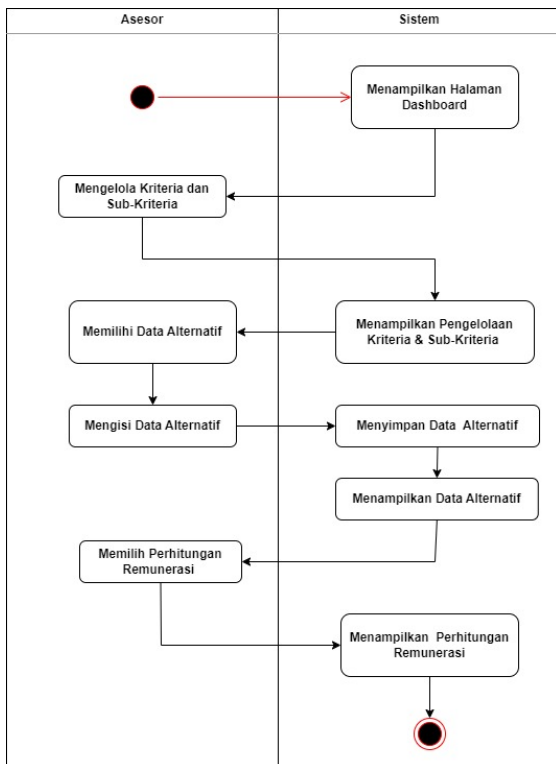 Asesor
Sistem
Menampilkan Halaman
Dashboard
Mengelola Kriteria dan
Sub-Kriteria
Menampilkan Pengelolaan
Kriteria & Sub-Kriteria
Memilihi Data Alternatif
Mengisi Data Alternatif
Menyimpan Data Alternatif
Menampilkan Data Alternatif
Memilih Perhitungan
Remunerasi
Menampilkan Perhitungan
Remunerasi